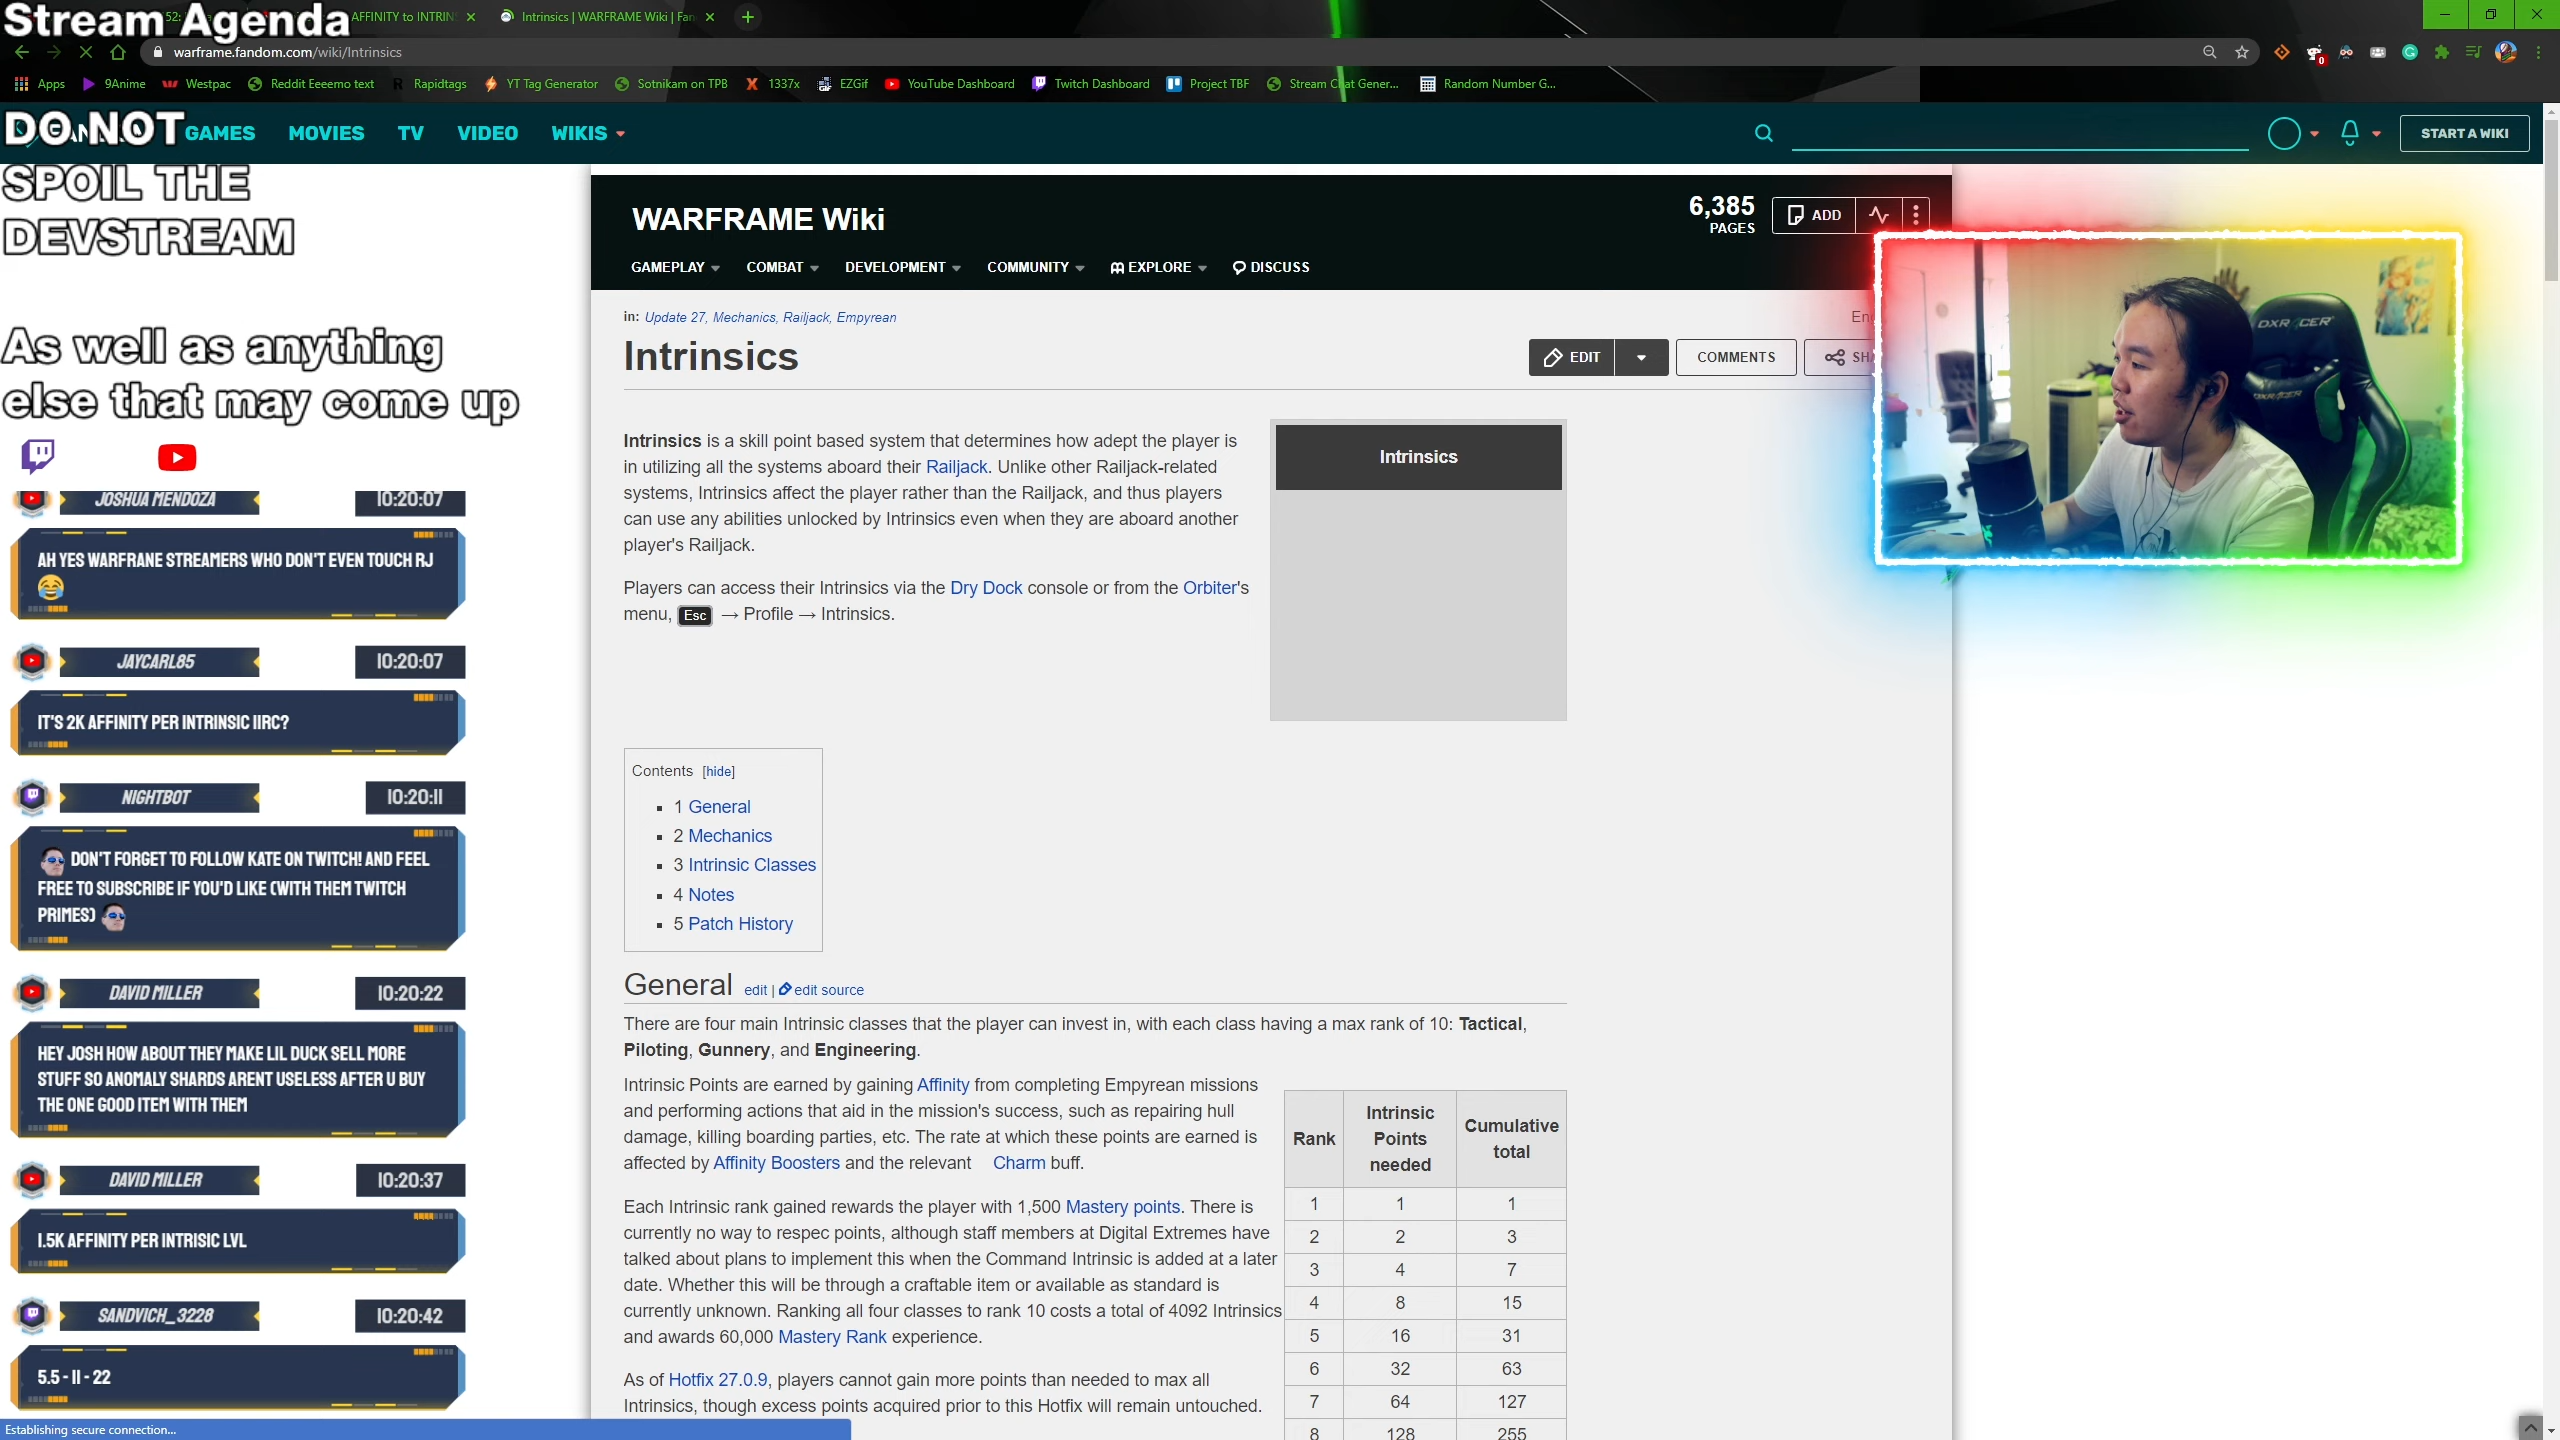 Stream Agenda
52:
AFFINITY to INTRIN
Intrinsics | WARFRAME Wiki | Fan
warframe.fandom.com/wiki/Intrinsics
Apps
9Anime
Westpac
Reddit Eeeemo text
Rapidtags
YT Tag Generator
Sotnikam on TPB
1337x
EZGif
YouTube Dashboard
Twitch Dashboard
Project TBF
Stream Chat Gener...
Random Number G...
0
DO NOT
GAMES
MOVIES
TV
VIDEO
WIKIS
START A WIKI
SPOIL THE
DEVSTREAM
As well as anything
else that may come up
WARFRAME Wiki
6,385
PAGES
ADD
GAMEPLAY
COMBAT
DEVELOPMENT
COMMUNITY
EXPLORE
DISCUSS
in: Update 27, Mechanics, Railjack, Empyrean
En
Intrinsics
EDIT
COMMENTS
SH
DXRACER
DXRACER
Intrinsics is a skill point based system that determines how adept the player is
in utilizing all the systems aboard their Railjack. Unlike other Railjack-related
systems, Intrinsics affect the player rather than the Railjack, and thus players
can use any abilities unlocked by Intrinsics even when they are aboard another
player's Railjack.
Players can access their Intrinsics via the Dry Dock console or from the Orbiter's
menu, Esc → Profile → Intrinsics.
Intrinsics
Contents [hide]
1 General
2 Mechanics
3 Intrinsic Classes
4 Notes
5 Patch History
General edit | edit source
There are four main Intrinsic classes that the player can invest in, with each class having a max rank of 10: Tactical,
Piloting, Gunnery, and Engineering.
Intrinsic Points are earned by gaining Affinity from completing Empyrean missions
and performing actions that aid in the mission's success, such as repairing hull
damage, killing boarding parties, etc. The rate at which these points are earned is
affected by Affinity Boosters and the relevant Charm buff.
Each Intrinsic rank gained rewards the player with 1,500 Mastery points. There is
currently no way to respec points, although staff members at Digital Extremes have
talked about plans to implement this when the Command Intrinsic is added at a later
date. Whether this will be through a craftable item or available as standard is
currently unknown. Ranking all four classes to rank 10 costs a total of 4092 Intrinsics
and awards 60,000 Mastery Rank experience.
As of Hotfix 27.0.9, players cannot gain more points than needed to max all
Intrinsics, though excess points acquired prior to this Hotfix will remain untouched.
Rank Intrinsic Points needed Cumulative total
1 1 1
2 2 3
3 4 7
4 8 15
5 16 31
6 32 63
7 64 127
8 128 255
JOSHUA MENDOZA 10:20:07
AH YES WARFRANE STREAMERS WHO DON'T EVEN TOUCH RJ
JAYCARL85 10:20:07
IT'S 2K AFFINITY PER INTRINSIC IIRC?
NIGHTBOT 10:20:11
DON'T FORGET TO FOLLOW KATE ON TWITCH! AND FEEL
FREE TO SUBSCRIBE IF YOU'D LIKE (WITH THEM TWITCH
PRIMES)
DAVID MILLER 10:20:22
HEY JOSH HOW ABOUT THEY MAKE LIL DUCK SELL MORE
STUFF SO ANOMALY SHARDS ARENT USELESS AFTER U BUY
THE ONE GOOD ITEM WITH THEM
DAVID MILLER 10:20:37
1.5K AFFINITY PER INTRISIC LVL
SANDVICH_3228 10:20:42
5.5 - 11 - 22
Establishing secure connection...